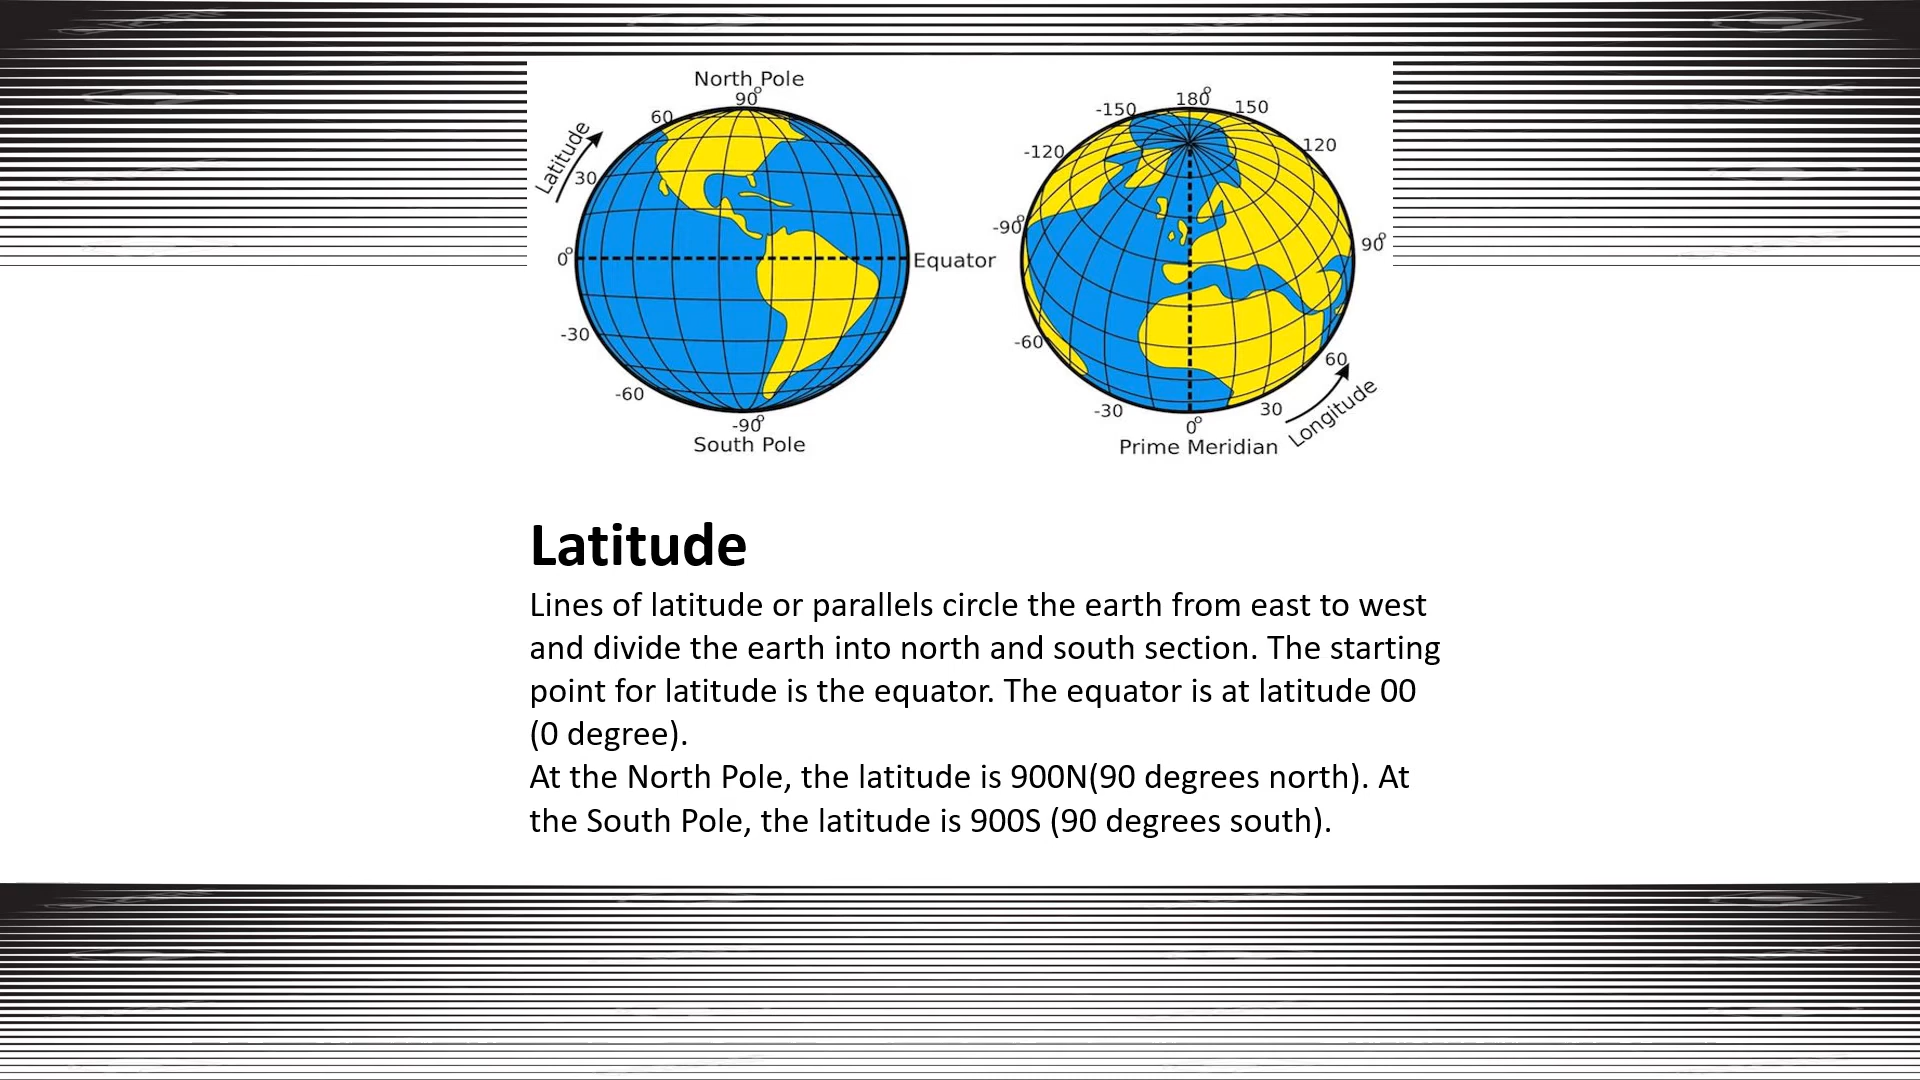 North Pole
90°
60
Latitude
30
0°
Equator
-30
-60
-90°
South Pole
180°
-150
150
-120
120
-90°
90°
-60
60
-30
30
Longitude
0°
Prime Meridian
Latitude
Lines of latitude or parallels circle the earth from east to west
and divide the earth into north and south section. The starting
point for latitude is the equator. The equator is at latitude 00
(0 degree).
At the North Pole, the latitude is 900N(90 degrees north). At
the South Pole, the latitude is 900S (90 degrees south).